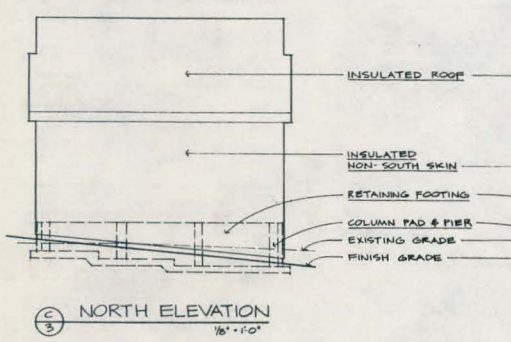 INSULATED ROOF
INSULATED
NON-SOUTH SKIN
RETAINING FOOTING
COLUMN PAD & PIER
EXISTING GRADE
FINISH GRADE
C
3
NORTH ELEVATION
1/8" = 1'-0"